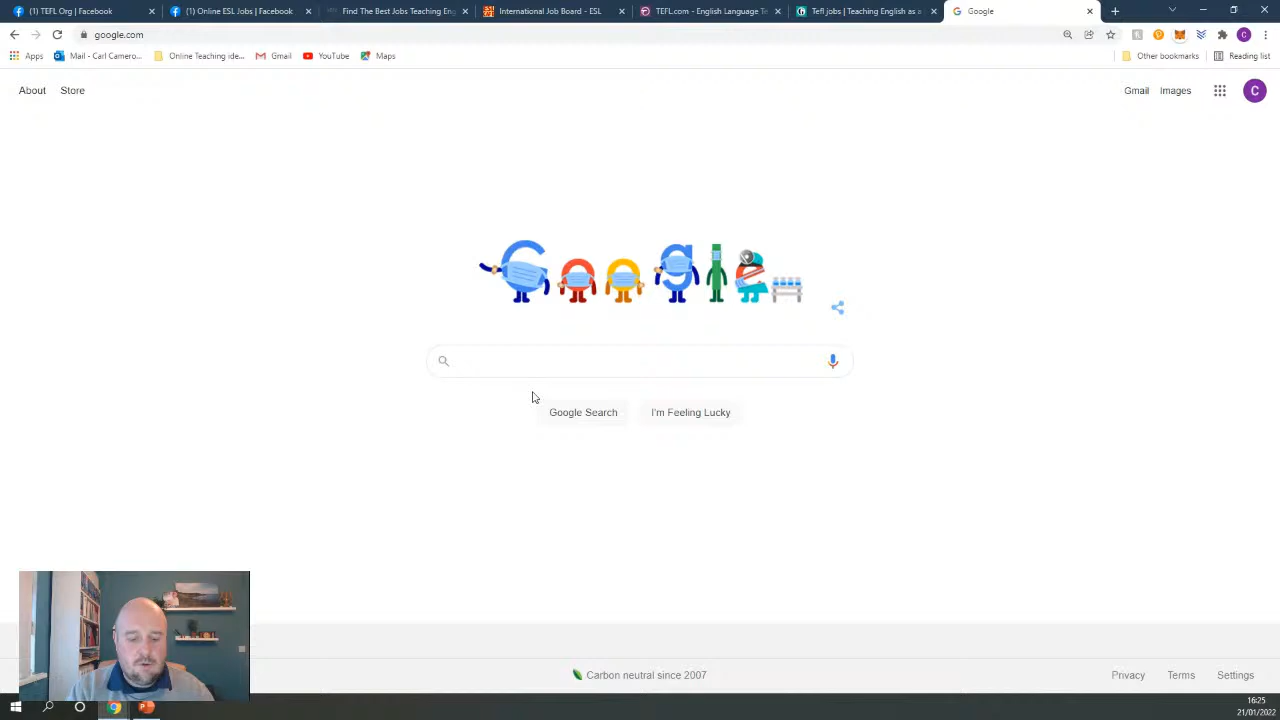 (1) TEFL Org | Facebook
(1) Online ESL Jobs | Facebook
Find The Best Jobs Teaching Eng
International Job Board - ESL
TEFL.com - English Language Te
Tefl jobs | Teaching English as a
Google
google.com
Apps
Mail - Carl Camero...
Online Teaching ide...
Gmail
YouTube
Maps
Other bookmarks
Reading list
About
Store
Gmail
Images
C
Google
Google Search
I'm Feeling Lucky
Carbon neutral since 2007
Privacy
Terms
Settings
16:25
21/01/2022